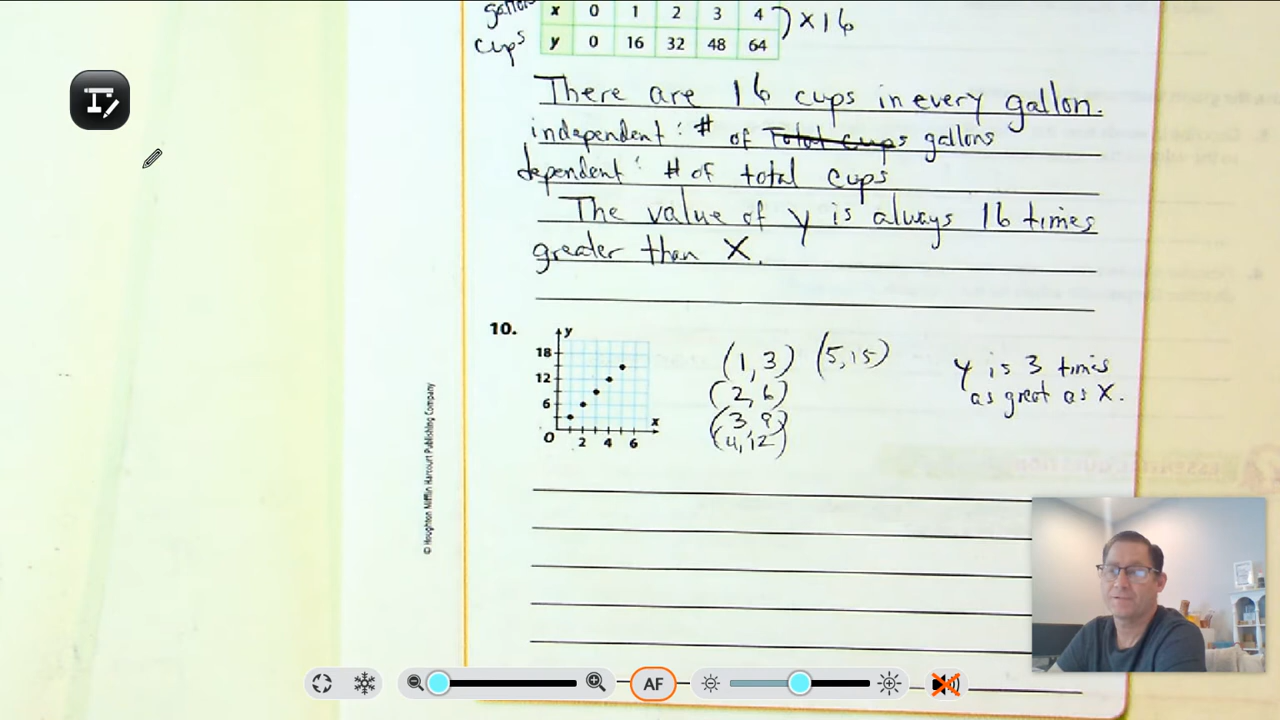 gallons x 0 1 2 3 4 ×16
cups y 0 16 32 48 64
There are 16 cups in every gallon.
independent: # of Total cups gallons
dependent: # of total cups
The value of y is always 16 times
greater than X.
10.
y
18
12
6
O 2 4 6 x
(1,3) (5,15)
(2,6)
(3,9)
(4,12)
y is 3 times
as great as X.
© Houghton Mifflin Harcourt Publishing Company
AF